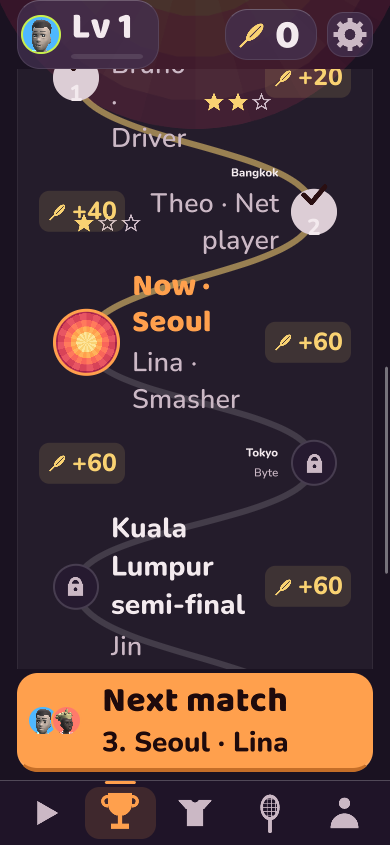 Lv 1
0
Bruno
·
Driver
1
+20
Bangkok
+40
Theo · Net
player
2
Now ·
Seoul
Lina ·
Smasher
+60
+60
Tokyo
Byte
Kuala
Lumpur
semi-final
Jin
+60
Next match
3. Seoul · Lina